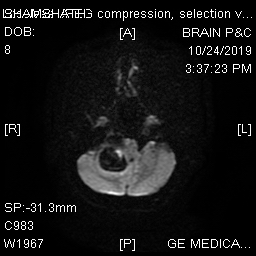 compression, selection v...
[A]
BRAIN P&C
DOB:
10/24/2019
8
3:37:23 PM
[R]
[L]
SP:-31.3mm
C983
W1967
[P]
GE MEDICA...